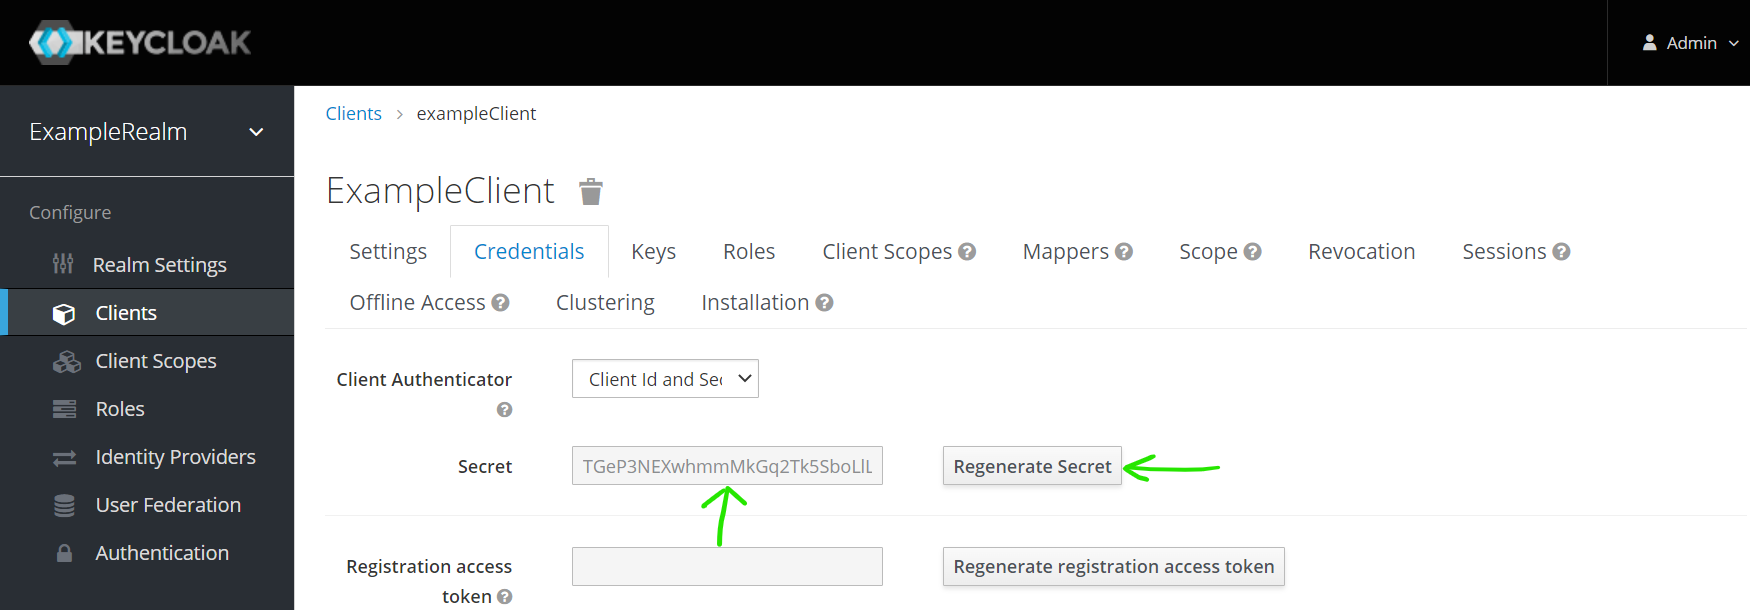 KEYCLOAK
Admin
ExampleRealm
Configure
Realm Settings
Clients
Client Scopes
Roles
Identity Providers
User Federation
Authentication
Clients > exampleClient
ExampleClient
Settings Credentials Keys Roles Client Scopes ? Mappers ? Scope ? Revocation Sessions ?
Offline Access ? Clustering Installation ?
Client Authenticator ? Client Id and Sec
Secret TGeP3NEXwhmmMkGq2Tk5SboLlL Regenerate Secret
Registration access token ? Regenerate registration access token